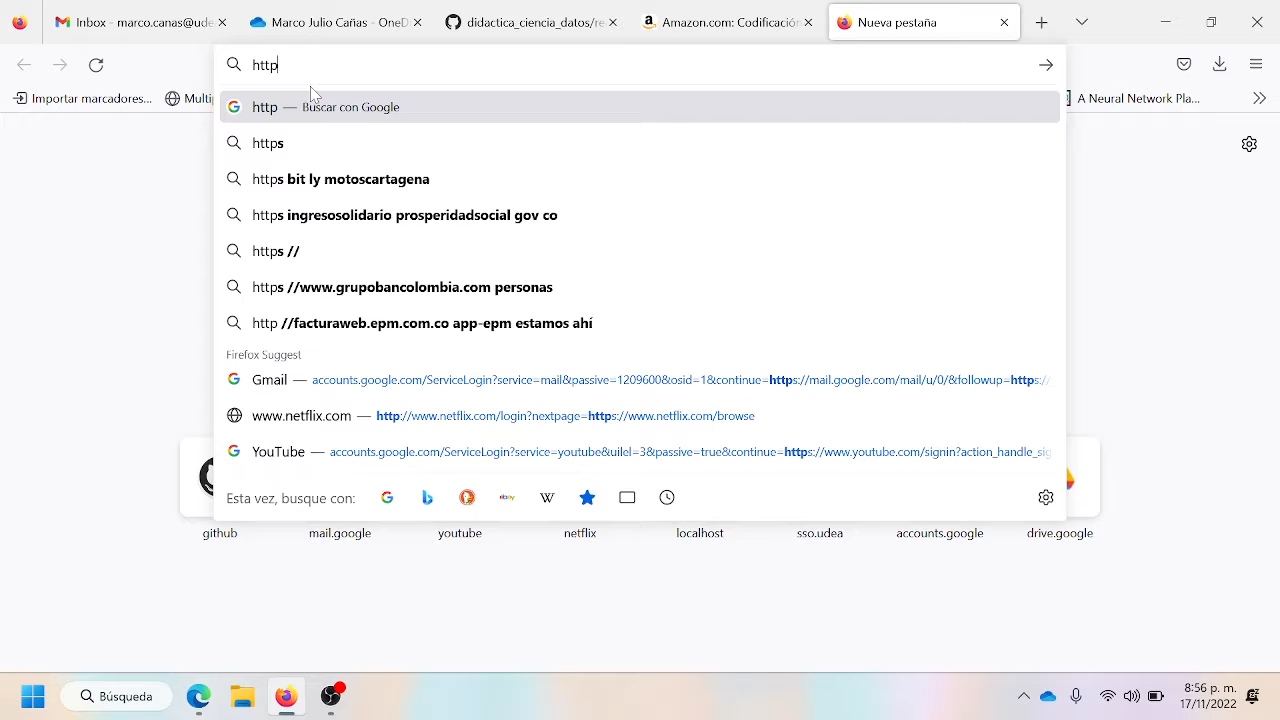 Inbox - marco.canas@ude
Marco Julio Cañas - OneD
didactica_ciencia_datos/re
Amazon.com: Codificación
Nueva pestaña
http
Importar marcadores...
Multip
A Neural Network Pla...
http — Buscar con Google
https
https bit ly motoscartagena
https ingresosolidario prosperidadsocial gov co
https //
https //www.grupobancolombia.com personas
http //facturaweb.epm.com.co app-epm estamos ahí
Firefox Suggest
Gmail — accounts.google.com/ServiceLogin?service=mail&passive=1209600&osid=1&continue=https://mail.google.com/mail/u/0/&followup=https://
www.netflix.com — http://www.netflix.com/login?nextpage=https://www.netflix.com/browse
YouTube — accounts.google.com/ServiceLogin?service=youtube&uilel=3&passive=true&continue=https://www.youtube.com/signin?action_handle_sig
Esta vez, busque con:
ebay
W
github
mail.google
youtube
netflix
localhost
sso.udea
accounts.google
drive.google
Búsqueda
8:56 p. m.
17/11/2022